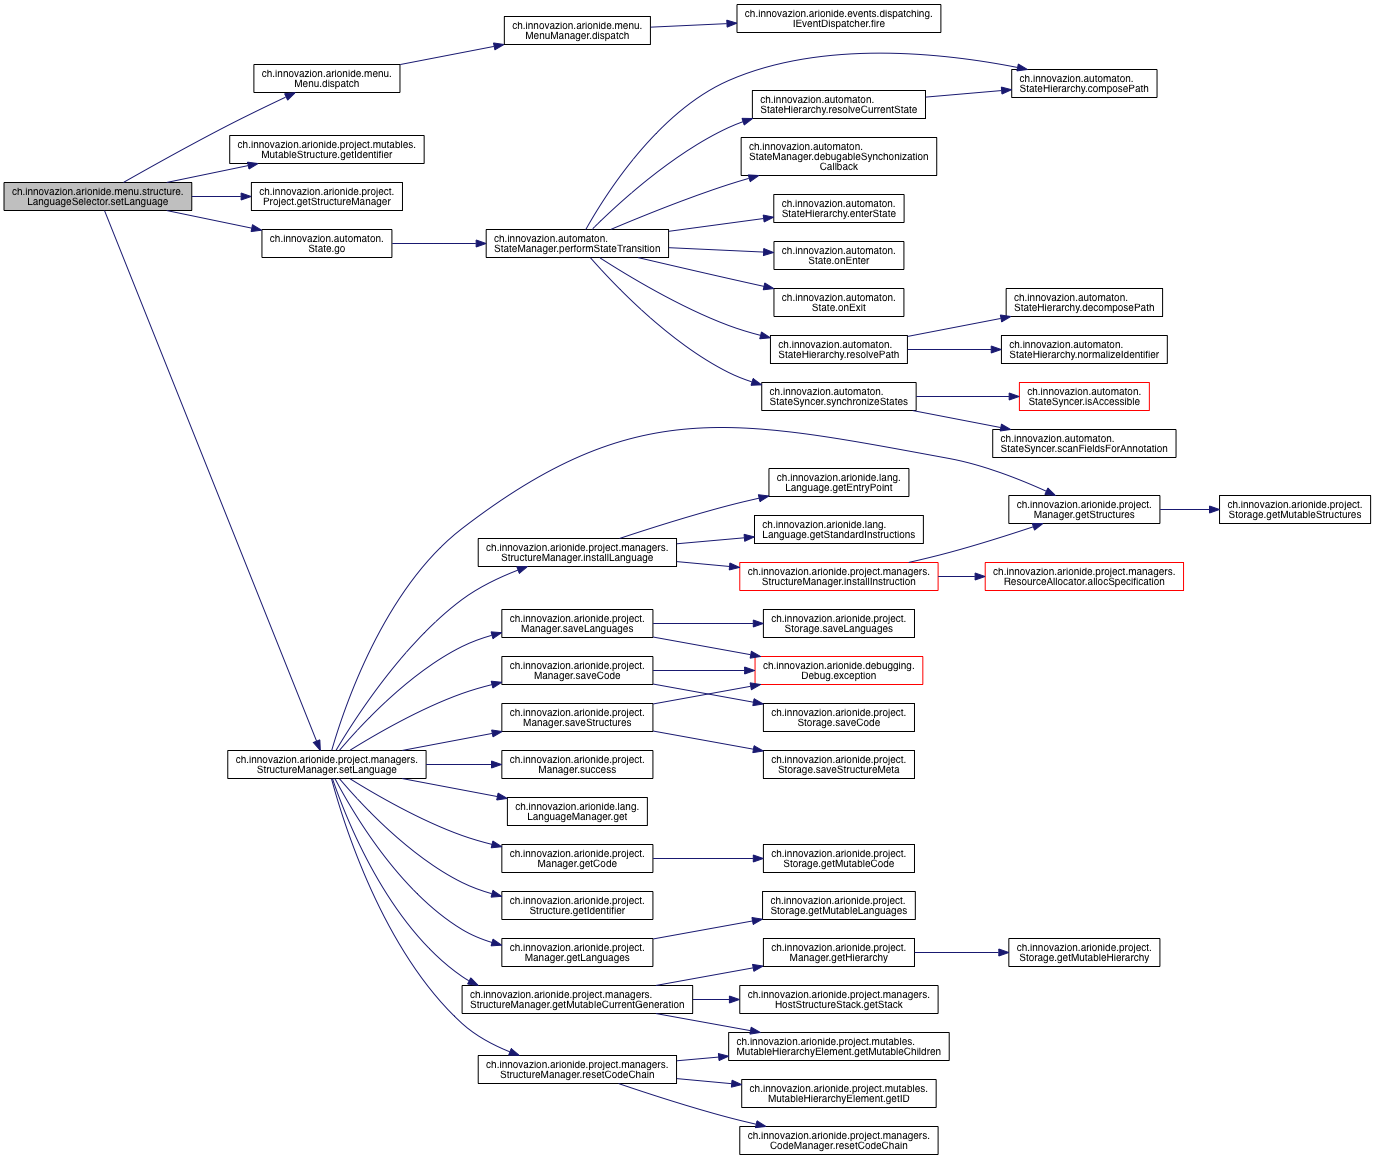 ch.innovazion.arionide.menu.structure.
LanguageSelector.setLanguage
ch.innovazion.arionide.menu.
Menu.dispatch
ch.innovazion.arionide.menu.
MenuManager.dispatch
ch.innovazion.arionide.events.dispatching.
IEventDispatcher.fire
ch.innovazion.arionide.project.mutables.
MutableStructure.getIdentifier
ch.innovazion.arionide.project.
Project.getStructureManager
ch.innovazion.automaton.
State.go
ch.innovazion.automaton.
StateManager.performStateTransition
ch.innovazion.automaton.
StateHierarchy.composePath
ch.innovazion.automaton.
StateHierarchy.resolveCurrentState
ch.innovazion.automaton.
StateManager.debugableSynchonization
Callback
ch.innovazion.automaton.
StateHierarchy.enterState
ch.innovazion.automaton.
State.onEnter
ch.innovazion.automaton.
State.onExit
ch.innovazion.automaton.
StateHierarchy.resolvePath
ch.innovazion.automaton.
StateHierarchy.decomposePath
ch.innovazion.automaton.
StateHierarchy.normalizeIdentifier
ch.innovazion.automaton.
StateSyncer.synchronizeStates
ch.innovazion.automaton.
StateSyncer.isAccessible
ch.innovazion.automaton.
StateSyncer.scanFieldsForAnnotation
ch.innovazion.arionide.project.managers.
StructureManager.setLanguage
ch.innovazion.arionide.project.
Manager.getStructures
ch.innovazion.arionide.project.
Storage.getMutableStructures
ch.innovazion.arionide.project.managers.
StructureManager.installLanguage
ch.innovazion.arionide.lang.
Language.getEntryPoint
ch.innovazion.arionide.lang.
Language.getStandardInstructions
ch.innovazion.arionide.project.managers.
StructureManager.installInstruction
ch.innovazion.arionide.project.managers.
ResourceAllocator.allocSpecification
ch.innovazion.arionide.project.
Manager.saveLanguages
ch.innovazion.arionide.project.
Storage.saveLanguages
ch.innovazion.arionide.debugging.
Debug.exception
ch.innovazion.arionide.project.
Manager.saveCode
ch.innovazion.arionide.project.
Storage.saveCode
ch.innovazion.arionide.project.
Manager.saveStructures
ch.innovazion.arionide.project.
Storage.saveStructureMeta
ch.innovazion.arionide.project.
Manager.success
ch.innovazion.arionide.lang.
LanguageManager.get
ch.innovazion.arionide.project.
Manager.getCode
ch.innovazion.arionide.project.
Storage.getMutableCode
ch.innovazion.arionide.project.
Structure.getIdentifier
ch.innovazion.arionide.project.
Manager.getLanguages
ch.innovazion.arionide.project.
Storage.getMutableLanguages
ch.innovazion.arionide.project.managers.
StructureManager.getMutableCurrentGeneration
ch.innovazion.arionide.project.
Manager.getHierarchy
ch.innovazion.arionide.project.
Storage.getMutableHierarchy
ch.innovazion.arionide.project.managers.
HostStructureStack.getStack
ch.innovazion.arionide.project.mutables.
MutableHierarchyElement.getMutableChildren
ch.innovazion.arionide.project.managers.
StructureManager.resetCodeChain
ch.innovazion.arionide.project.mutables.
MutableHierarchyElement.getID
ch.innovazion.arionide.project.managers.
CodeManager.resetCodeChain